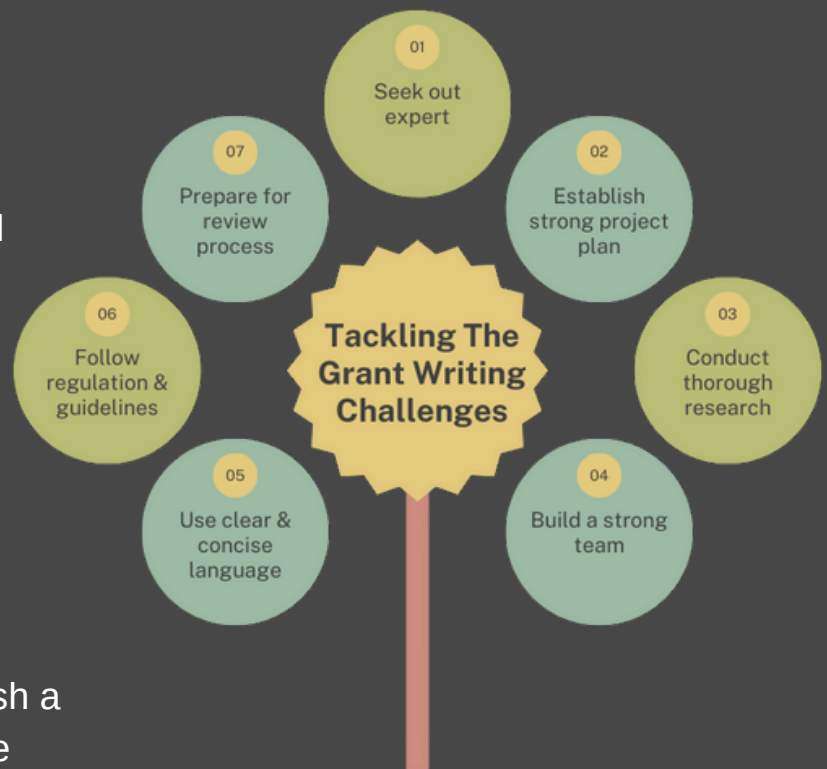 01
Seek out
expert
02
Establish
strong project
plan
03
Conduct
thorough
research
04
Build a strong
team
05
Use clear &
concise
language
06
Follow
regulation &
guidelines
07
Prepare for
review
process
Tackling The
Grant Writing
Challenges
sh a
e